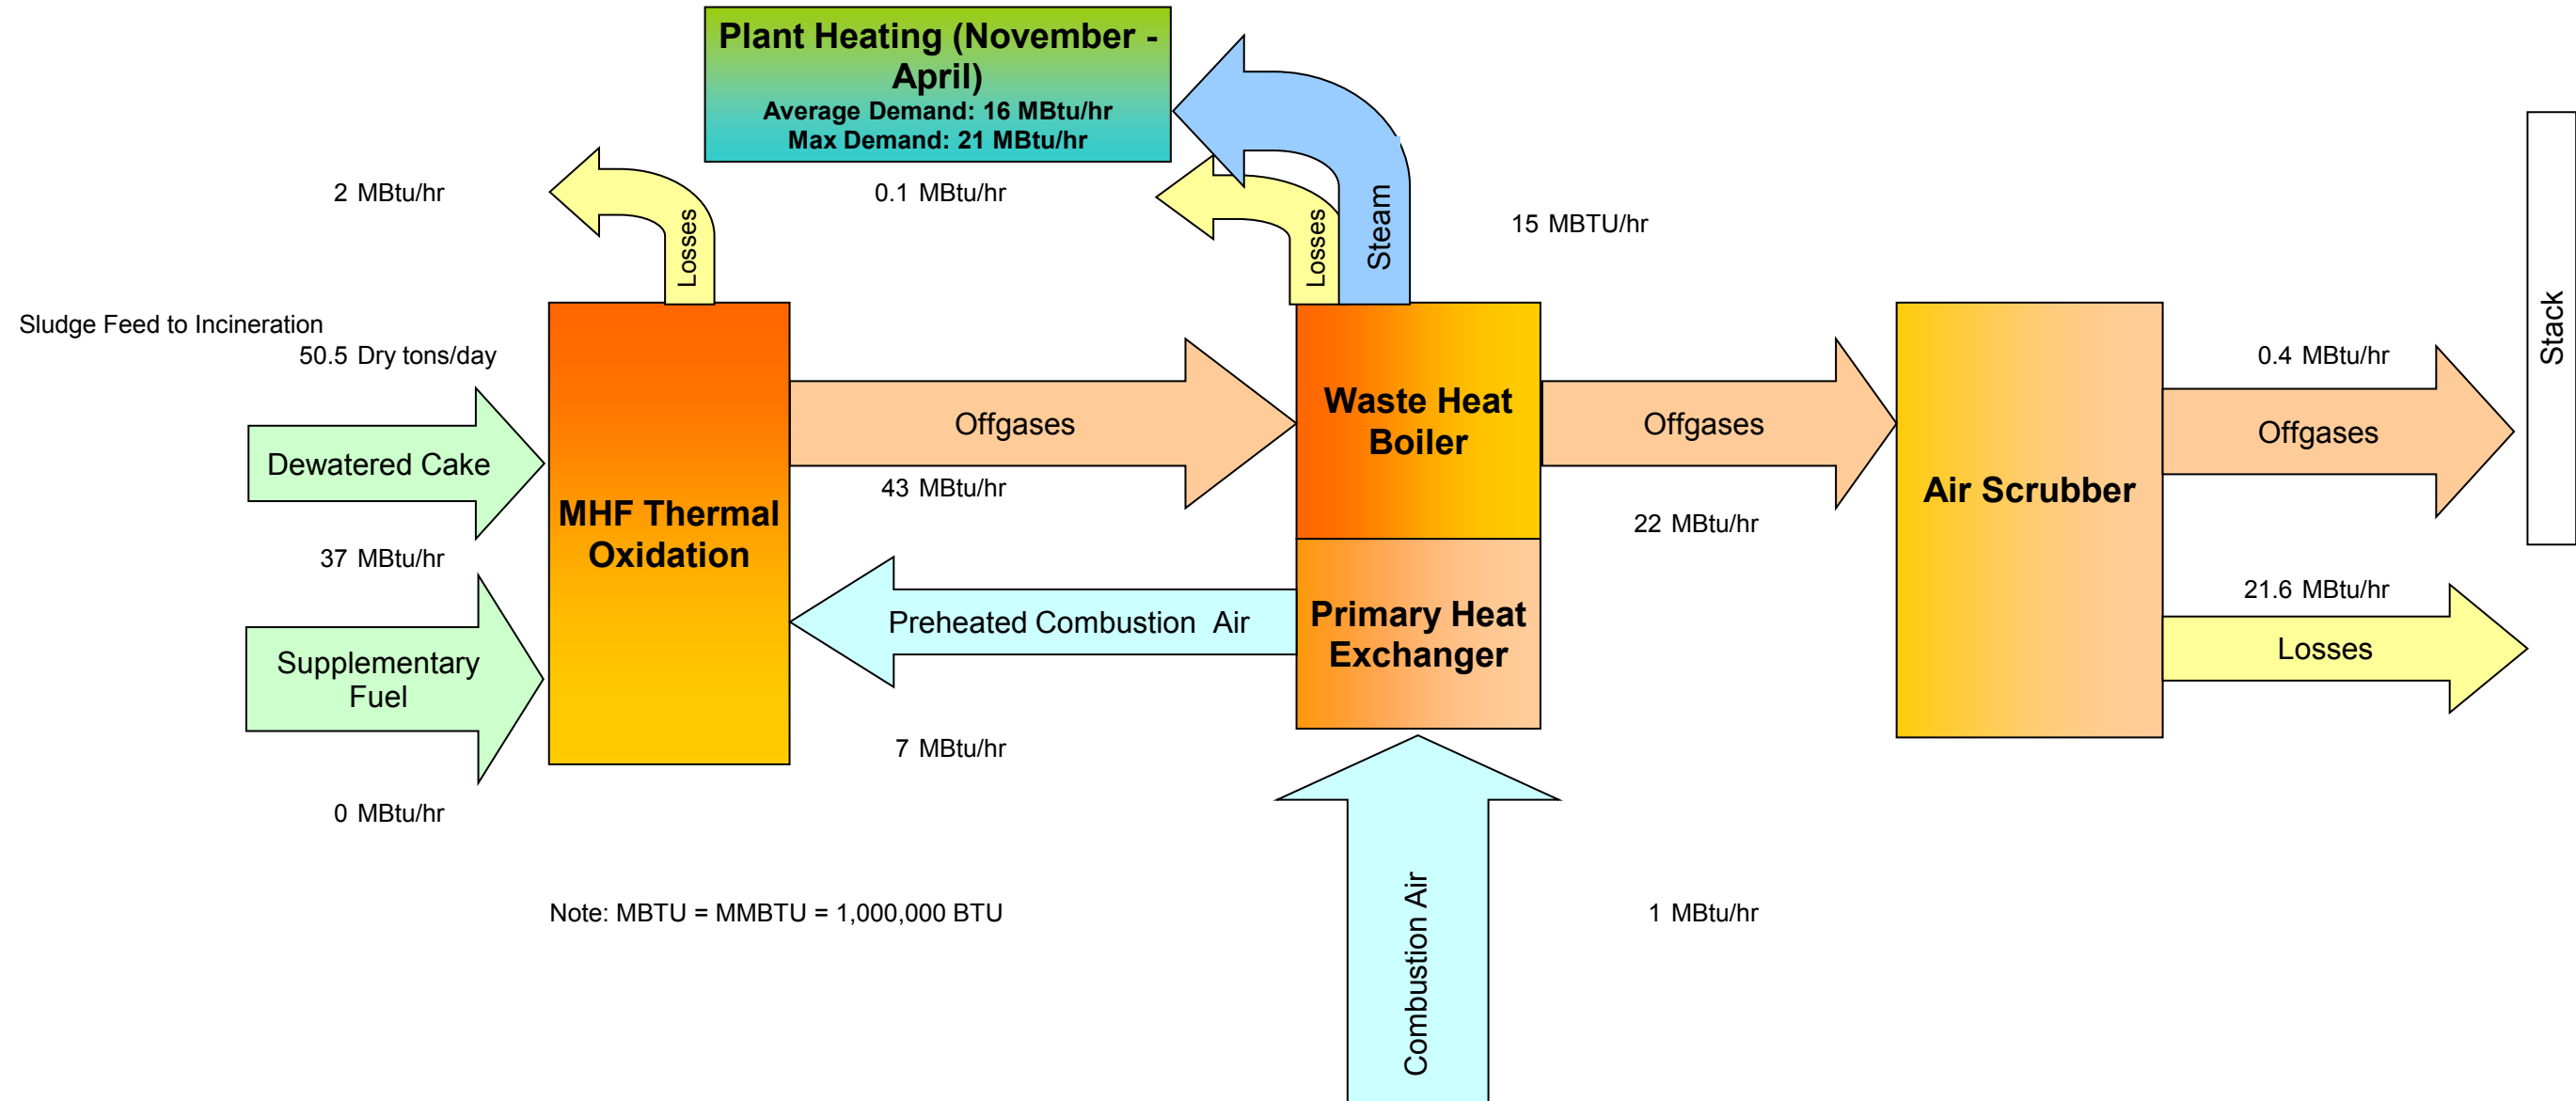 Plant Heating (November -
April)
Average Demand: 16 MBtu/hr
Max Demand: 21 MBtu/hr
2 MBtu/hr
0.1 MBtu/hr
Losses
Losses
Steam
15 MBTU/hr
Sludge Feed to Incineration
50.5 Dry tons/day
Dewatered Cake
37 MBtu/hr
Supplementary
Fuel
0 MBtu/hr
MHF Thermal
Oxidation
Offgases
43 MBtu/hr
Preheated Combustion Air
7 MBtu/hr
Waste Heat
Boiler
Primary Heat
Exchanger
Offgases
22 MBtu/hr
Air Scrubber
0.4 MBtu/hr
Offgases
21.6 MBtu/hr
Losses
Stack
Note: MBTU = MMBTU = 1,000,000 BTU
Combustion Air
1 MBtu/hr